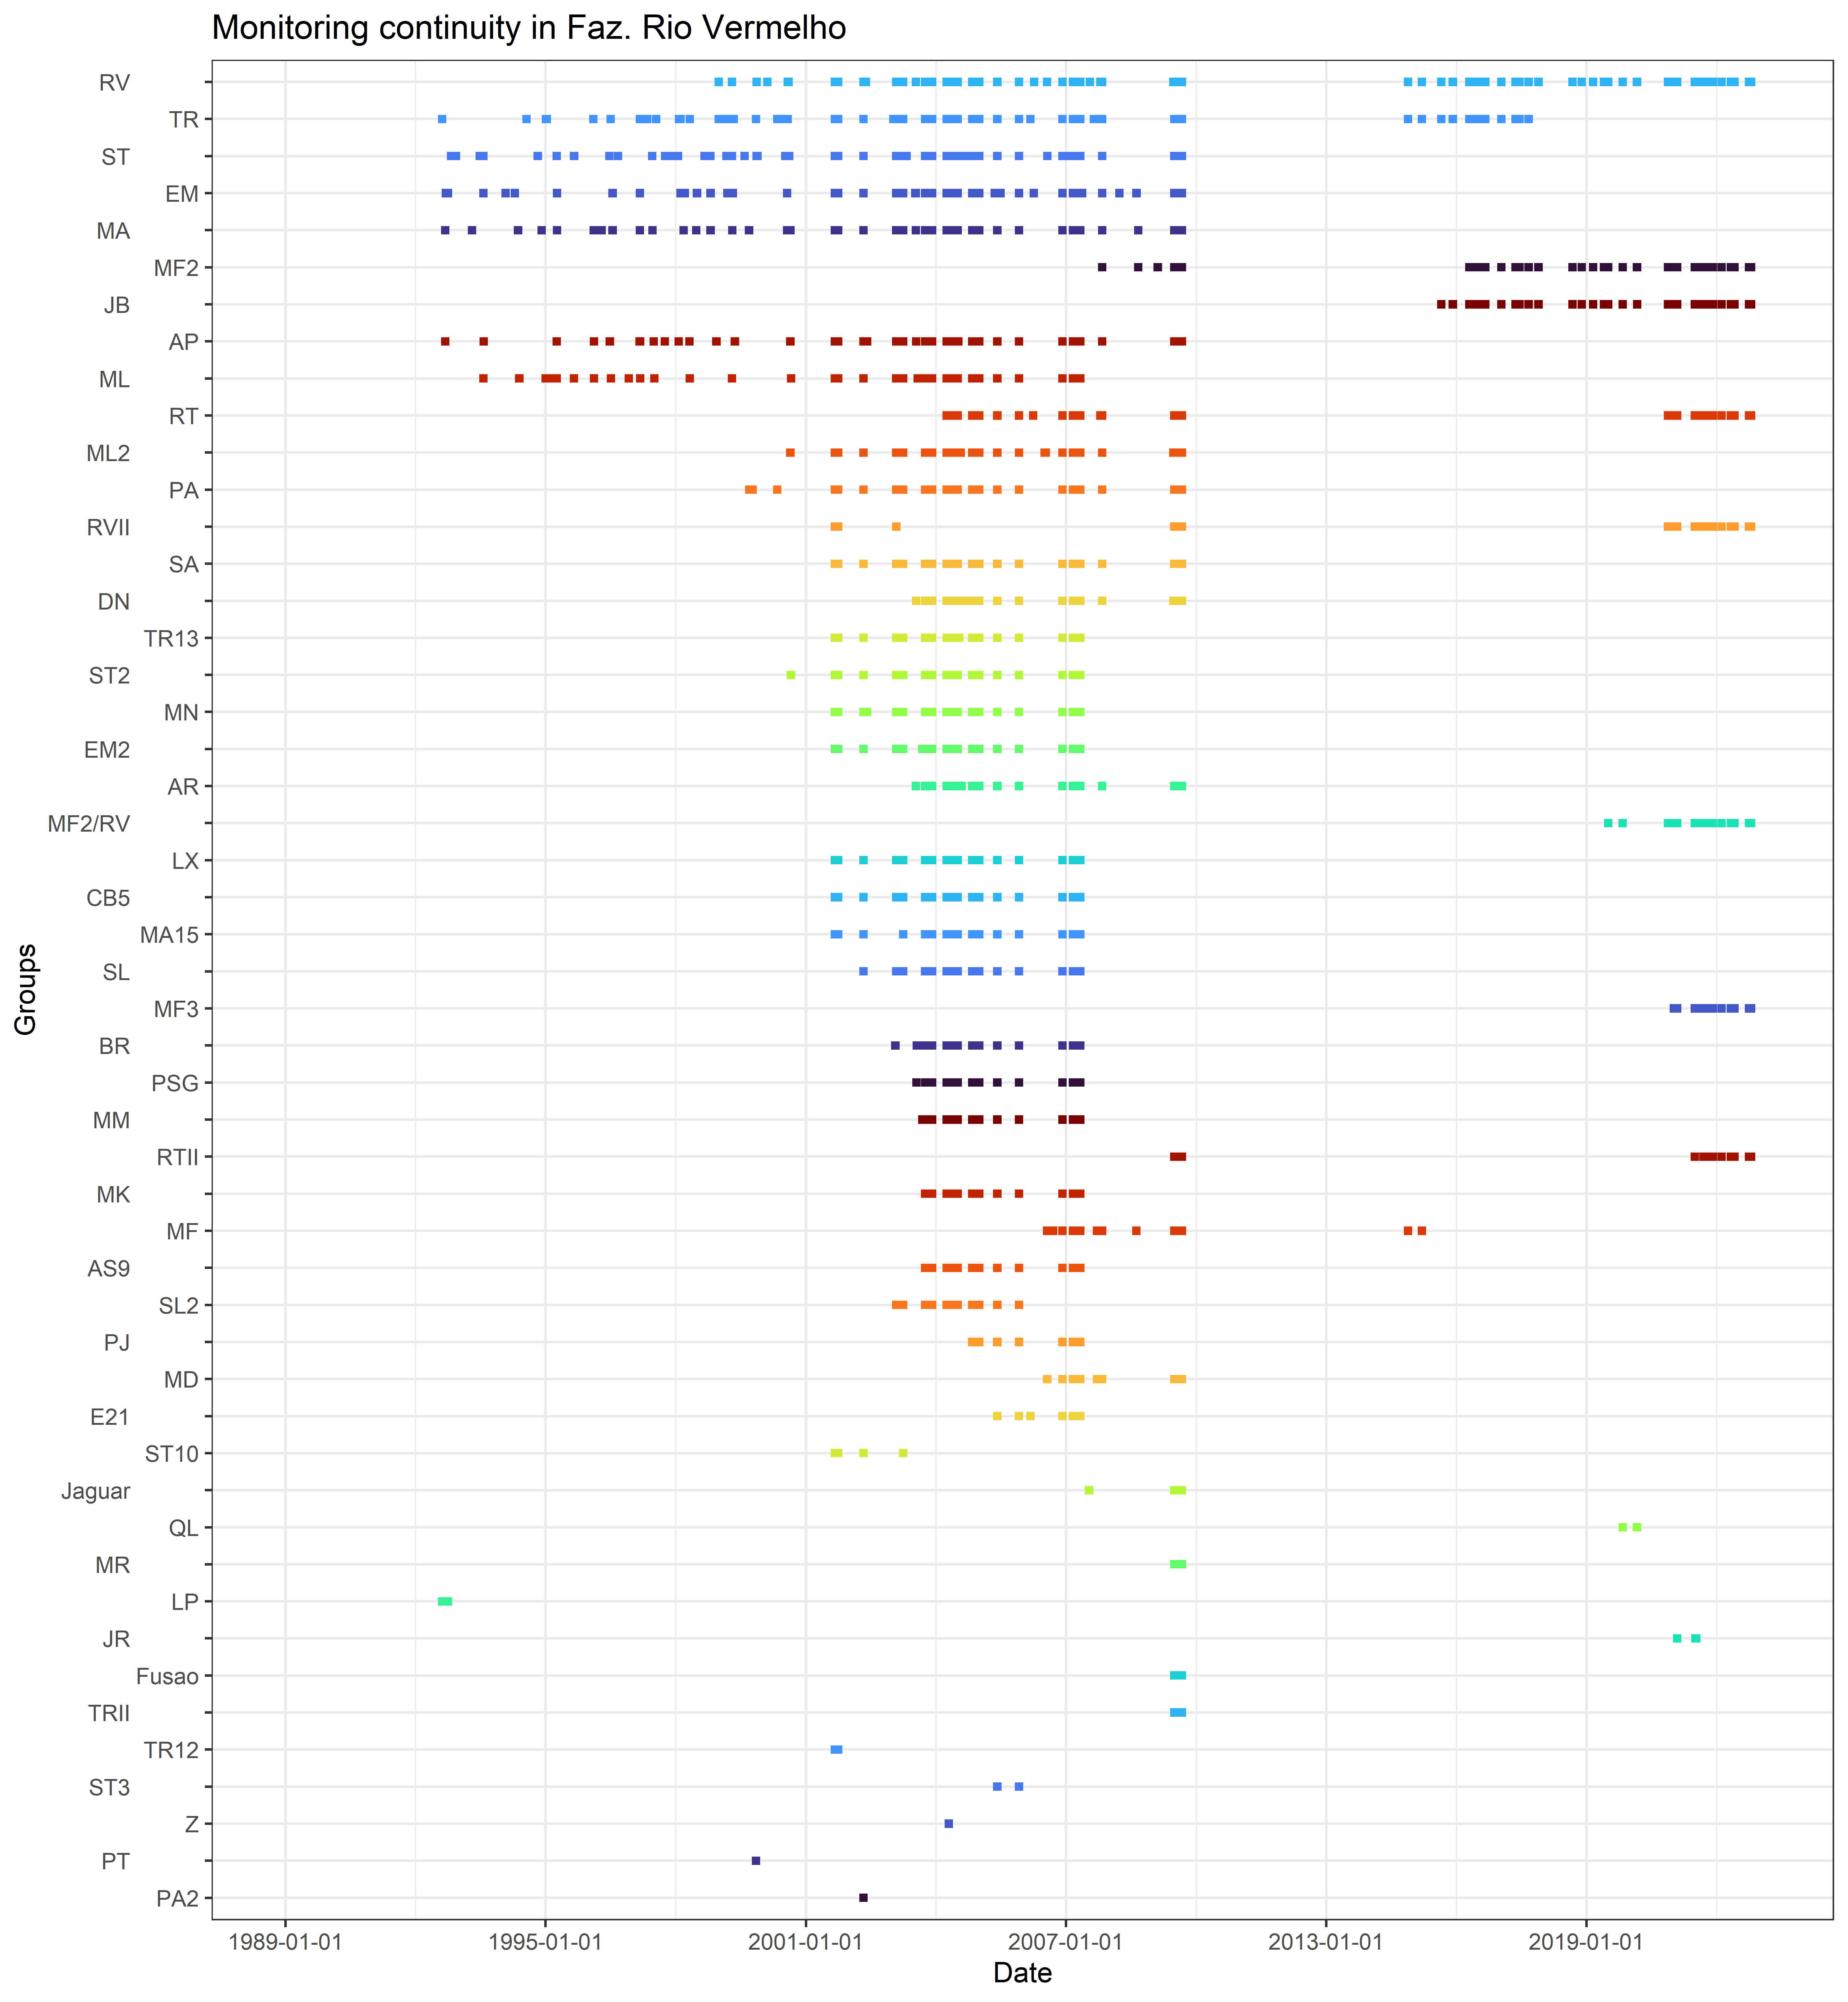 Monitoring continuity in Faz. Rio Vermelho
RV
TR
ST
EM
MA
MF2
JB
AP
ML
RT
ML2
PA
RVII
SA
DN
TR13
ST2
MN
EM2
AR
MF2/RV
LX
CB5
MA15
SL
MF3
BR
PSG
MM
RTII
MK
MF
AS9
SL2
PJ
MD
E21
ST10
Jaguar
QL
MR
LP
JR
Fusao
TRII
TR12
ST3
Z
PT
PA2
Groups
1989-01-01 1995-01-01 2001-01-01 2007-01-01 2013-01-01 2019-01-01
Date